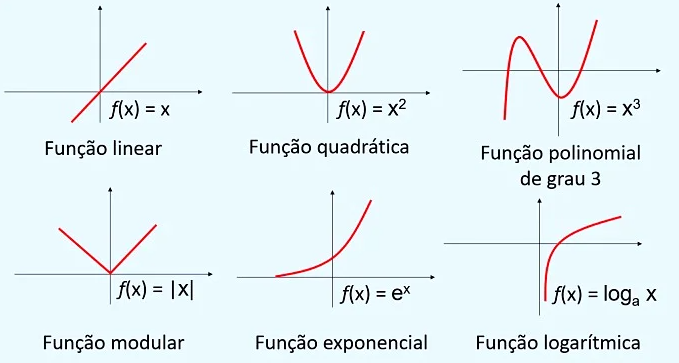 f(x) = x
Função linear
f(x) = x²
Função quadrática
f(x) = x³
Função polinomial
de grau 3
f(x) = |x|
Função modular
f(x) = eˣ
Função exponencial
f(x) = logₐ x
Função logarítmica